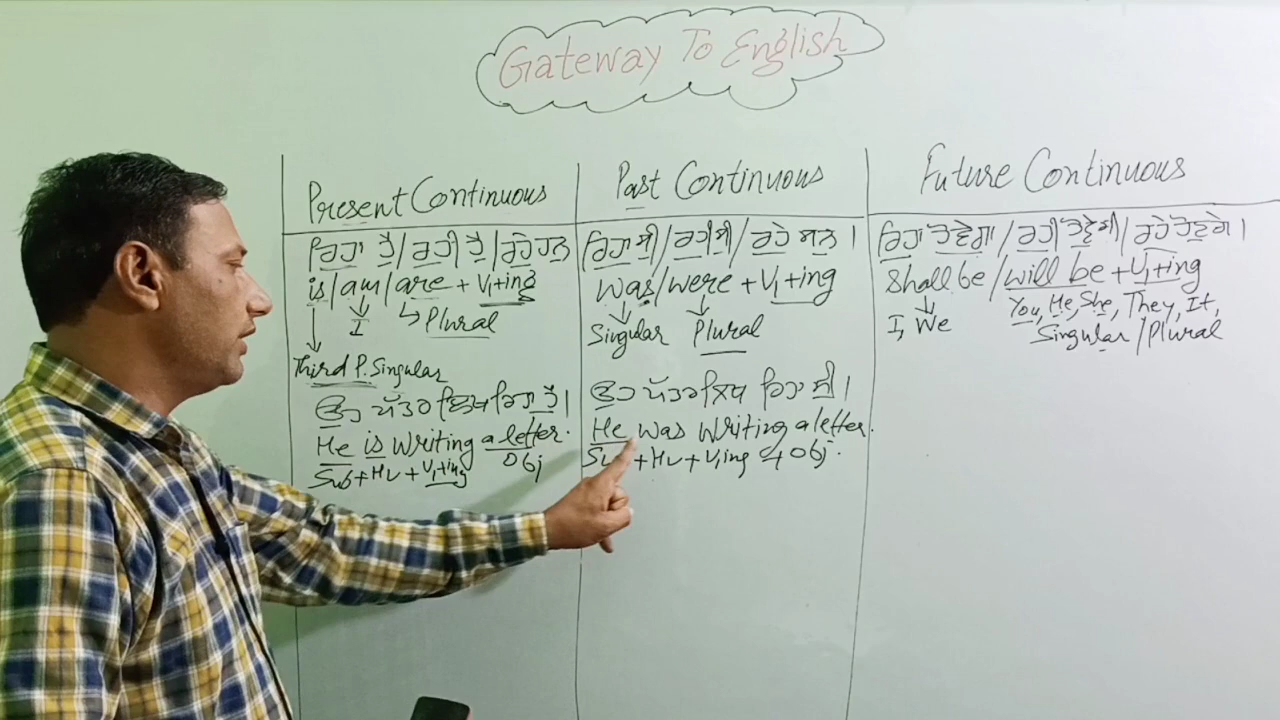 Gateway To English
Present Continuous
ਰਿਹਾ ਹੈ/ਰਹੀ ਹੈ/ਰਹੇ ਹਨ
is/am/are + V1+ing
I
Plural
Third P. Singular
ਉਹ ਪੱਤਰ ਲਿਖ ਰਿਹਾ ਹੈ।
He is writing a letter.
Sub+Hv+V1+ing Obj
Past Continuous
ਰਿਹਾ ਸੀ/ਰਹੀ ਸੀ/ਰਹੇ ਸਨ।
was/were + V1+ing
Singular Plural
ਉਹ ਪੱਤਰ ਲਿਖ ਰਿਹਾ ਸੀ।
He was writing a letter.
+Hv+V1ing + Obj.
Future Continuous
ਰਿਹਾ ਹੋਵੇਗਾ/ਰਹੀ ਹੋਵੇਗੀ/ਰਹੇ ਹੋਣਗੇ।
Shall be/will be + V1+ing
I, We
You, He, She, They, It,
Singular/Plural